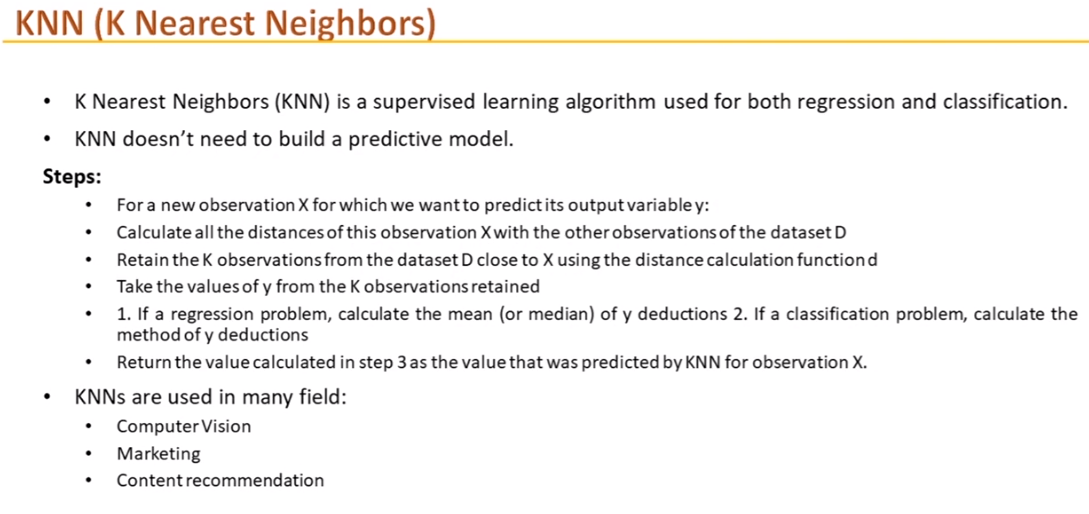 KNN (K Nearest Neighbors)
• K Nearest Neighbors (KNN) is a supervised learning algorithm used for both regression and classification.
• KNN doesn't need to build a predictive model.
Steps:
• For a new observation X for which we want to predict its output variable y:
• Calculate all the distances of this observation X with the other observations of the dataset D
• Retain the K observations from the dataset D close to X using the distance calculation function d
• Take the values of y from the K observations retained
• 1. If a regression problem, calculate the mean (or median) of y deductions 2. If a classification problem, calculate the
method of y deductions
• Return the value calculated in step 3 as the value that was predicted by KNN for observation X.
• KNNs are used in many field:
• Computer Vision
• Marketing
• Content recommendation